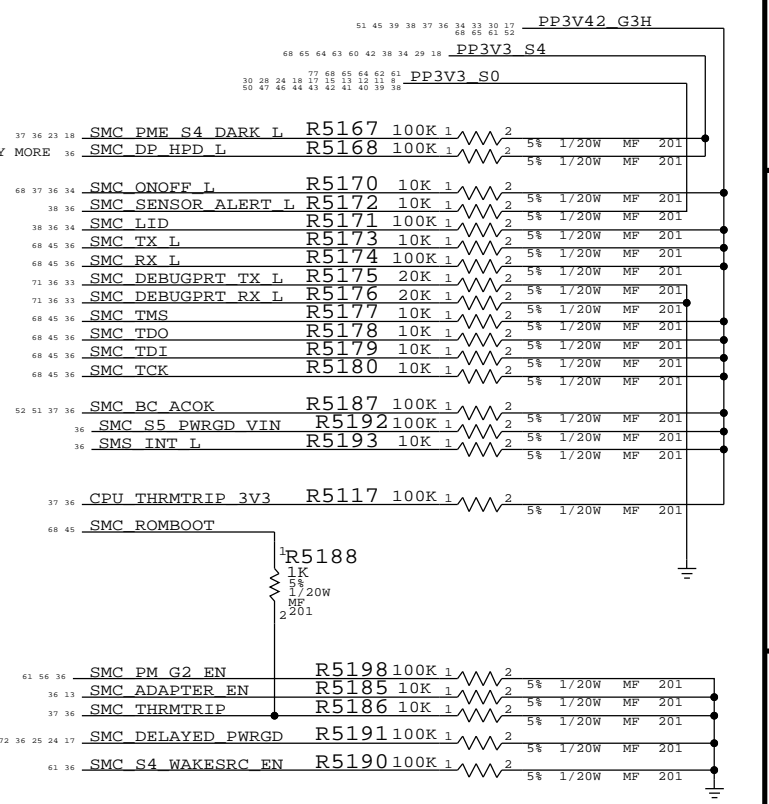 51 45 39 38 37 36 34 33 30 17 PP3V42_G3H
68 65 61 52
68 65 64 63 60 42 38 34 29 18 PP3V3_S4
77 68 65 64 62 61 PP3V3_S0
30 28 24 18 17 15 13 12 11 8
50 47 46 44 43 42 41 40 39 38
37 36 23 18 SMC_PME_S4_DARK_L R5167 100K 1 2 5% 1/20W MF 201
Y MORE 36 SMC_DP_HPD_L R5168 100K 1 2 5% 1/20W MF 201
68 37 36 34 SMC_ONOFF_L R5170 10K 1 2 5% 1/20W MF 201
38 36 SMC_SENSOR_ALERT_L R5172 10K 1 2 5% 1/20W MF 201
38 36 34 SMC_LID R5171 100K 1 2 5% 1/20W MF 201
68 45 36 SMC_TX_L R5173 10K 1 2 5% 1/20W MF 201
68 45 36 SMC_RX_L R5174 100K 1 2 5% 1/20W MF 201
71 36 33 SMC_DEBUGPRT_TX_L R5175 20K 1 2 5% 1/20W MF 201
71 36 33 SMC_DEBUGPRT_RX_L R5176 20K 1 2 5% 1/20W MF 201
68 45 36 SMC_TMS R5177 10K 1 2 5% 1/20W MF 201
68 45 36 SMC_TDO R5178 10K 1 2 5% 1/20W MF 201
68 45 36 SMC_TDI R5179 10K 1 2 5% 1/20W MF 201
68 45 36 SMC_TCK R5180 10K 1 2 5% 1/20W MF 201
52 51 37 36 SMC_BC_ACOK R5187 100K 1 2 5% 1/20W MF 201
36 SMC_S5_PWRGD_VIN R5192 100K 1 2 5% 1/20W MF 201
36 SMS_INT_L R5193 10K 1 2 5% 1/20W MF 201
37 36 CPU_THRMTRIP_3V3 R5117 100K 1 2 5% 1/20W MF 201
68 45 SMC_ROMBOOT
1 R5188
1K
5%
1/20W
MF
2 201
61 56 36 SMC_PM_G2_EN R5198 100K 1 2 5% 1/20W MF 201
36 13 SMC_ADAPTER_EN R5185 10K 1 2 5% 1/20W MF 201
37 36 SMC_THRMTRIP R5186 10K 1 2 5% 1/20W MF 201
72 36 25 24 17 SMC_DELAYED_PWRGD R5191 100K 1 2 5% 1/20W MF 201
61 36 SMC_S4_WAKESRC_EN R5190 100K 1 2 5% 1/20W MF 201